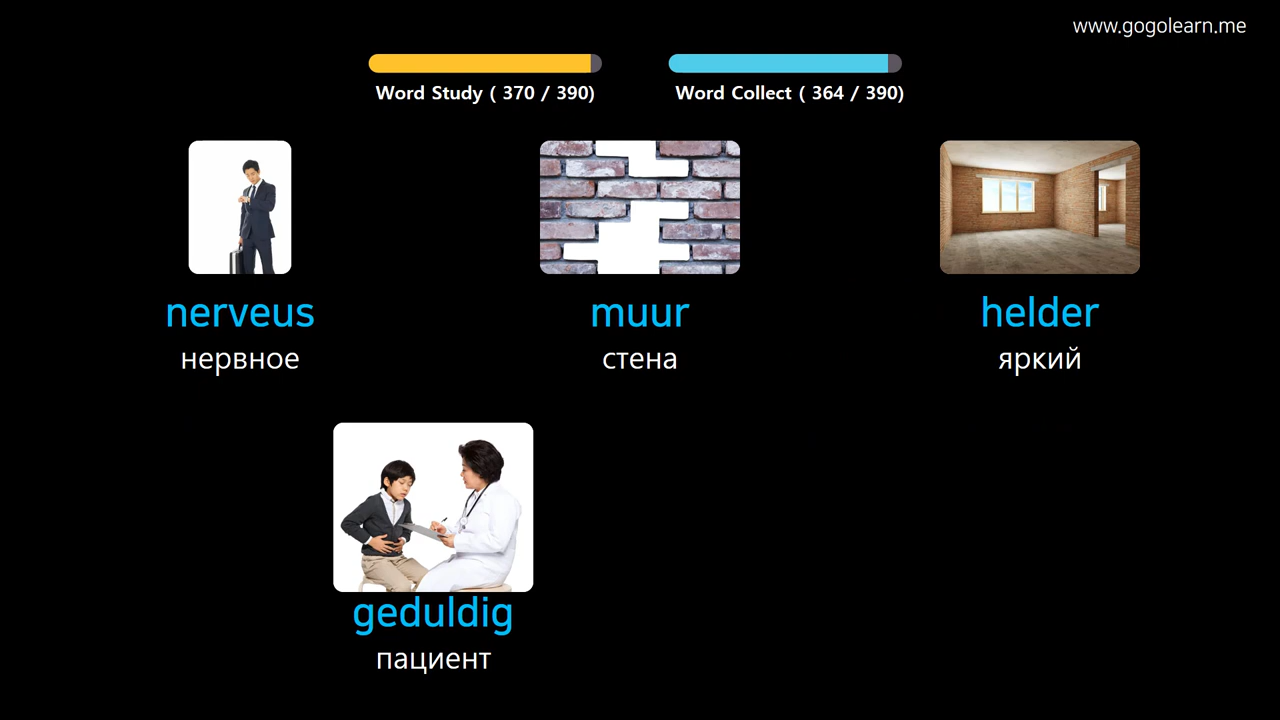 www.gogolearn.me
Word Study ( 370 / 390)
Word Collect ( 364 / 390)
nerveus
нервное
muur
стена
helder
яркий
geduldig
пациент